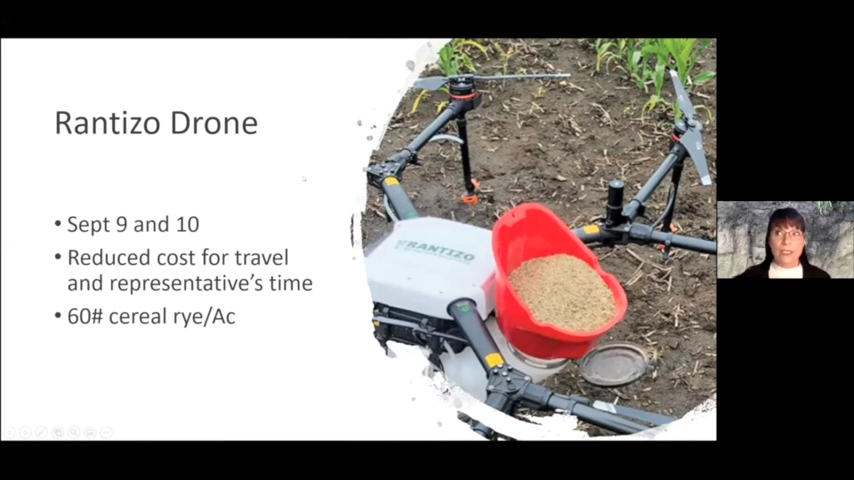 Rantizo Drone
• Sept 9 and 10
• Reduced cost for travel
and representative's time
• 60# cereal rye/Ac
RANTIZO